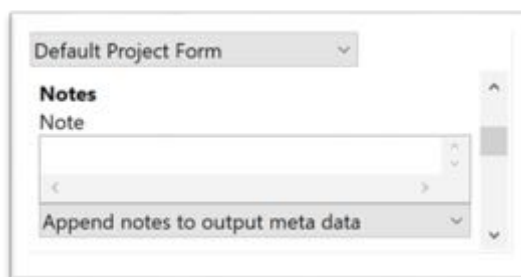 Default Project Form
Notes
Note
Append notes to output meta data